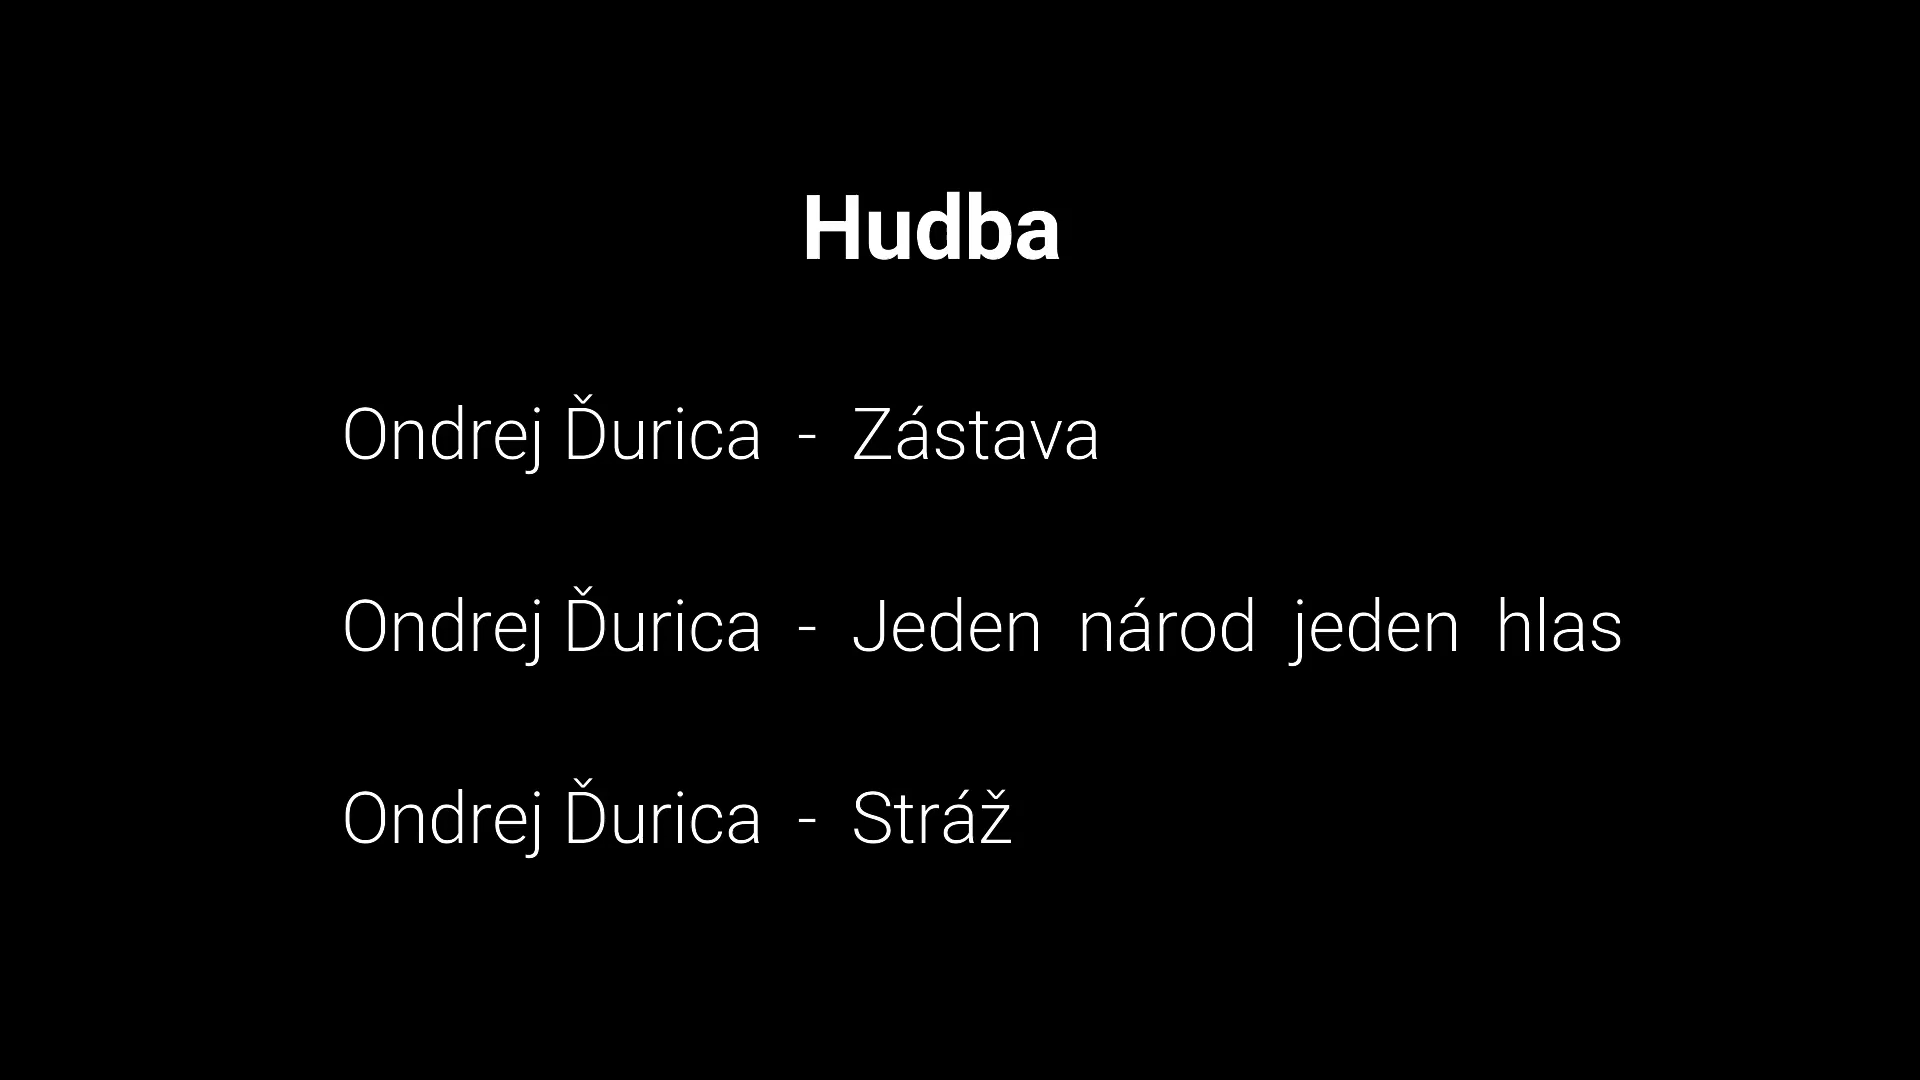 Hudba
Ondrej Ďurica - Zástava
Ondrej Ďurica - Jeden národ jeden hlas
Ondrej Ďurica - Stráž